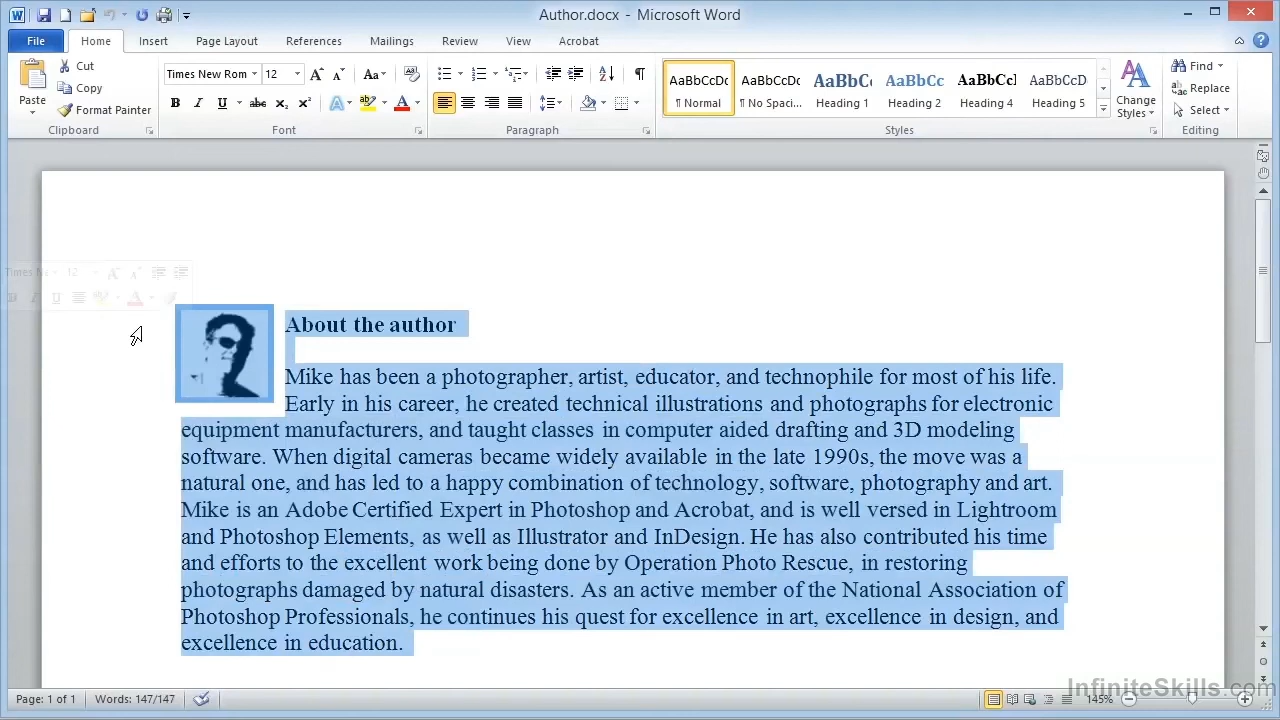 Author.docx - Microsoft Word
File Home Insert Page Layout References Mailings Review View Acrobat
Paste Cut Copy Format Painter Clipboard
Times New Rom 12 Font
Paragraph
AaBbCcDc ¶ Normal
AaBbCcDc ¶ No Spaci...
AaBbC Heading 1
AaBbCc Heading 2
AaBbCcI Heading 4
AaBbCcD Heading 5
Change Styles
Styles
Find Replace Select Editing
About the author
Mike has been a photographer, artist, educator, and technophile for most of his life.
Early in his career, he created technical illustrations and photographs for electronic
equipment manufacturers, and taught classes in computer aided drafting and 3D modeling
software. When digital cameras became widely available in the late 1990s, the move was a
natural one, and has led to a happy combination of technology, software, photography and art.
Mike is an Adobe Certified Expert in Photoshop and Acrobat, and is well versed in Lightroom
and Photoshop Elements, as well as Illustrator and InDesign. He has also contributed his time
and efforts to the excellent work being done by Operation Photo Rescue, in restoring
photographs damaged by natural disasters. As an active member of the National Association of
Photoshop Professionals, he continues his quest for excellence in art, excellence in design, and
excellence in education.
Page: 1 of 1 Words: 147/147 145%
InfiniteSkills.com